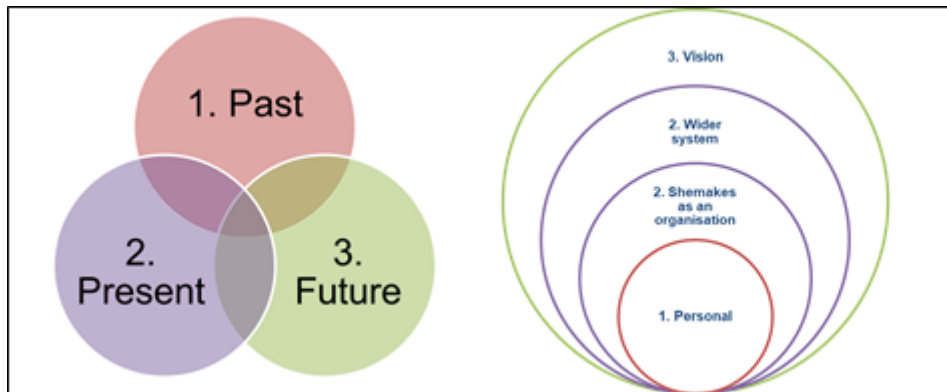 1. Past
2.
Present
3.
Future
3. Vision
2. Wider
system
2. Shemakes
as an
organisation
1. Personal